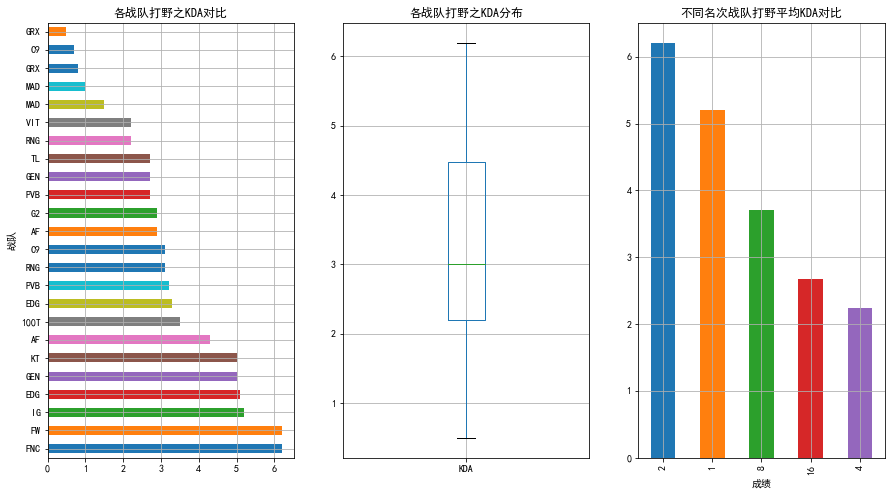 各战队打野之KDA对比
GRX
C9
GRX
MAD
MAD
VIT
RNG
TL
GEN
PVB
G2
AF
C9
RNG
PVB
EDG
1QOT
AF
KT
GEN
EDG
IG
FW
FNC
战队
0 1 2 3 4 5 6
各战队打野之KDA分布
6
5
4
3
2
1
KDA
不同名次战队打野平均KDA对比
6
5
4
3
2
1
0
2 1 8 16 4
成绩